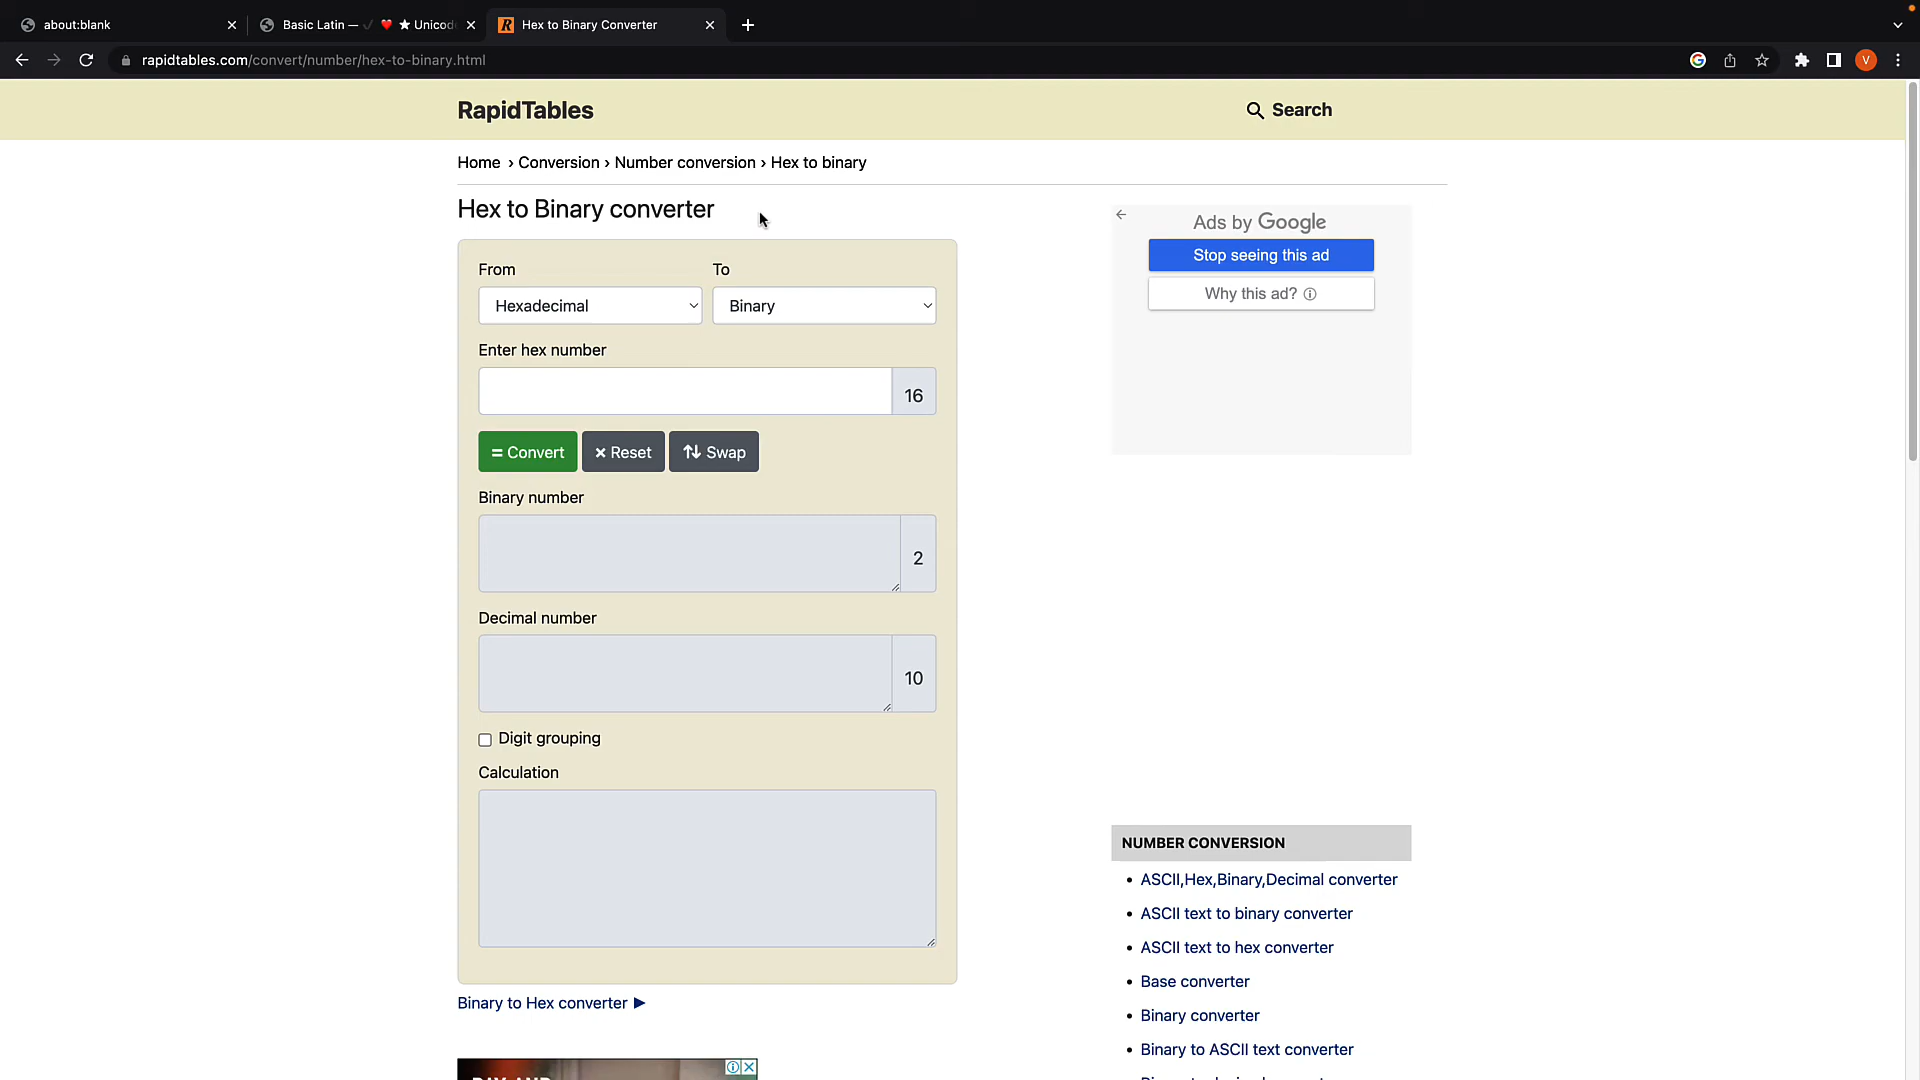 about:blank
Basic Latin — ✓ ❤️ ★ Unicod
Hex to Binary Converter
rapidtables.com/convert/number/hex-to-binary.html
V
RapidTables
Search
Home › Conversion › Number conversion › Hex to binary
Hex to Binary converter
Ads by Google
Stop seeing this ad
Why this ad?
From
To
Hexadecimal
Binary
Enter hex number
16
= Convert
× Reset
Swap
Binary number
2
Decimal number
10
Digit grouping
Calculation
Binary to Hex converter ►
NUMBER CONVERSION
• ASCII,Hex,Binary,Decimal converter
• ASCII text to binary converter
• ASCII text to hex converter
• Base converter
• Binary converter
• Binary to ASCII text converter